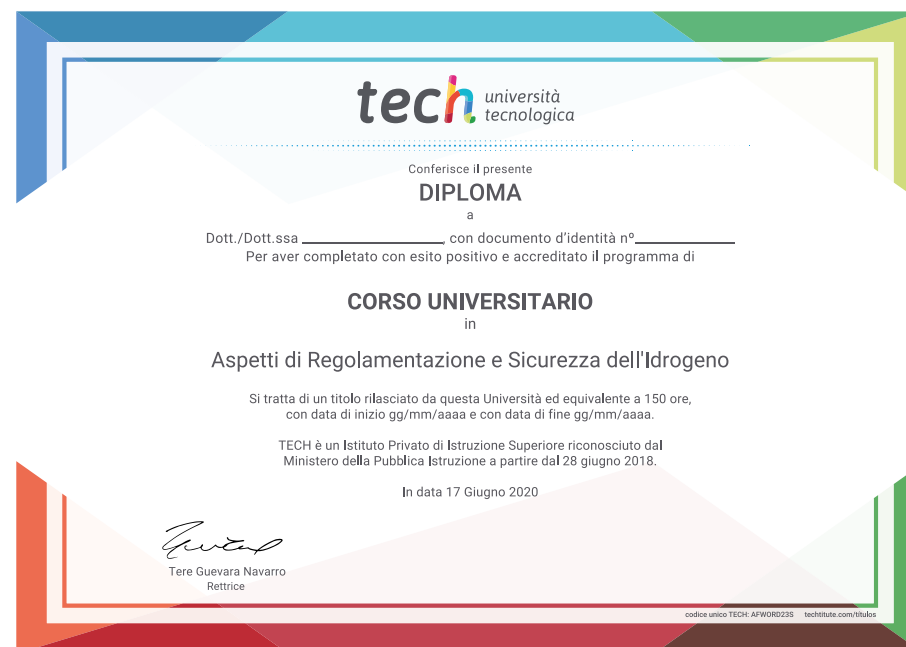 tech università
tecnologica
Conferisce il presente
DIPLOMA
a
Dott./Dott.ssa ________________, con documento d'identità nº____________
Per aver completato con esito positivo e accreditato il programma di
CORSO UNIVERSITARIO
in
Aspetti di Regolamentazione e Sicurezza dell'Idrogeno
Si tratta di un titolo rilasciato da questa Università ed equivalente a 150 ore,
con data di inizio gg/mm/aaaa e con data di fine gg/mm/aaaa.
TECH è un Istituto Privato di Istruzione Superiore riconosciuto dal
Ministero della Pubblica Istruzione a partire dal 28 giugno 2018.
In data 17 Giugno 2020
Tere Guevara Navarro
Rettrice
codice unico TECH: AFWORD23S techtitute.com/titulos